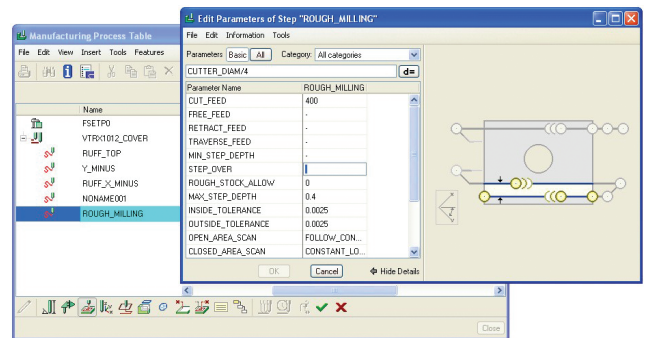 Manufacturing Process Table
File Edit View Insert Tools Features
Name
FSETP0
VTRX1012_COVER
RUFF_TOP
Y_MINUS
RUFF_X_MINUS
NONAME001
ROUGH_MILLING
Close
Edit Parameters of Step "ROUGH_MILLING"
File Edit Information Tools
Parameters Basic All Category: All categories
CUTTER_DIAM/4 d=
Parameter Name ROUGH_MILLING
CUT_FEED 400
FREE_FEED -
RETRACT_FEED -
TRAVERSE_FEED -
MIN_STEP_DEPTH -
STEP_OVER
ROUGH_STOCK_ALLOW 0
MAX_STEP_DEPTH 0.4
INSIDE_TOLERANCE 0.0025
OUTSIDE_TOLERANCE 0.0025
OPEN_AREA_SCAN FOLLOW_CON...
CLOSED_AREA_SCAN CONSTANT_LO...
OK Cancel Hide Details